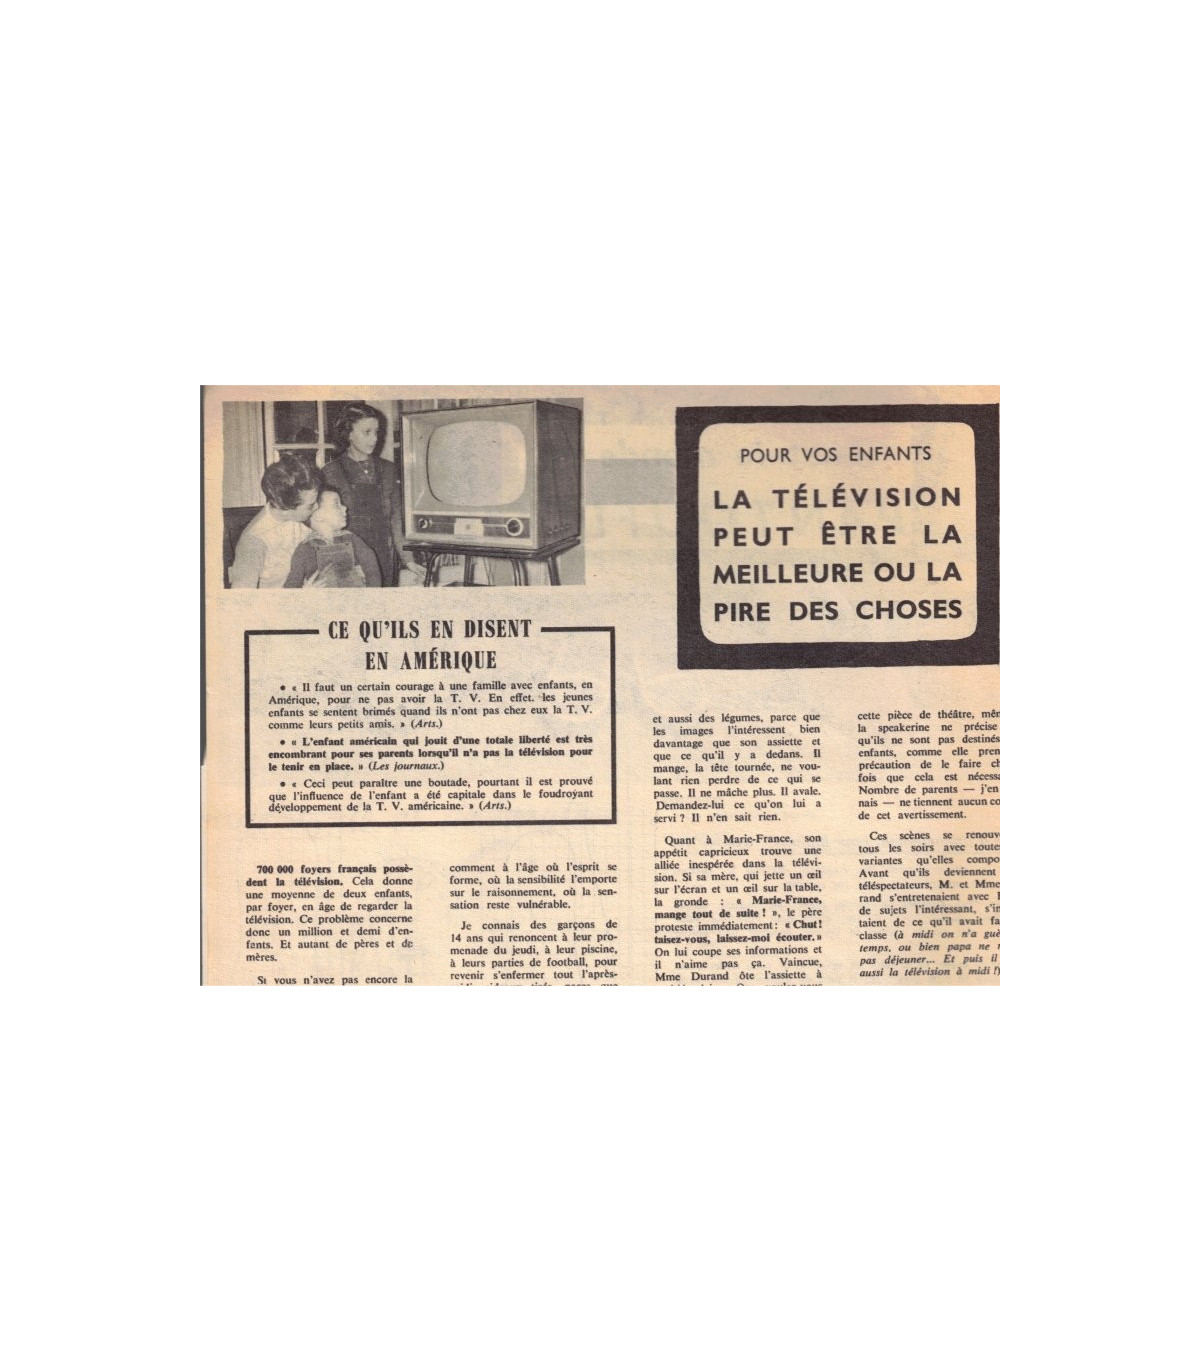 POUR VOS ENFANTS
LA TÉLÉVISION
PEUT ÊTRE LA
MEILLEURE OU LA
PIRE DES CHOSES
CE QU'ILS EN DISENT
EN AMÉRIQUE
● « Il faut un certain courage à une famille avec enfants, en
Amérique, pour ne pas avoir la T. V. En effet. les jeunes
enfants se sentent brimés quand ils n'ont pas chez eux la T. V.
comme leurs petits amis. » (Arts.)
● « L'enfant américain qui jouit d'une totale liberté est très
encombrant pour ses parents lorsqu'il n'a pas la télévision pour
le tenir en place. » (Les journaux.)
● « Ceci peut paraître une boutade, pourtant il est prouvé
que l'influence de l'enfant a été capitale dans le foudroyant
développement de la T. V. américaine. » (Arts.)
700 000 foyers français possè-
dent la télévision. Cela donne
une moyenne de deux enfants,
par foyer, en âge de regarder la
télévision. Ce problème concerne
donc un million et demi d'en-
fants. Et autant de pères et de
mères.
Si vous n'avez pas encore la
comment à l'âge où l'esprit se
forme, où la sensibilité l'emporte
sur le raisonnement, où la sen-
sation reste vulnérable.
Je connais des garçons de
14 ans qui renoncent à leur pro-
menade du jeudi, à leur piscine,
à leurs parties de football, pour
revenir s'enfermer tout l'après-
et aussi des légumes, parce que
les images l'intéressent bien
davantage que son assiette et
que ce qu'il y a dedans. Il
mange, la tête tournée, ne vou-
lant rien perdre de ce qui se
passe. Il ne mâche plus. Il avale.
Demandez-lui ce qu'on lui a
servi ? Il n'en sait rien.
Quant à Marie-France, son
appétit capricieux trouve une
alliée inespérée dans la télévi-
sion. Si sa mère, qui jette un œil
sur l'écran et un œil sur la table,
la gronde : « Marie-France,
mange tout de suite ! », le père
proteste immédiatement : « Chut !
taisez-vous, laissez-moi écouter. »
On lui coupe ses informations et
il n'aime pas ça. Vaincue,
Mme Durand ôte l'assiette à
cette pièce de théâtre, mêm
la speakerine ne précise
qu'ils ne sont pas destinés
enfants, comme elle pren
précaution de le faire ch
fois que cela est nécess
Nombre de parents — j'en
nais — ne tiennent aucun co
de cet avertissement.
Ces scènes se renouv
tous les soirs avec toute
variantes qu'elles compo
Avant qu'ils deviennent
téléspectateurs, M. et Mme
rand s'entretenaient avec
de sujets l'intéressant, s'in
taient de ce qu'il avait fa
classe (à midi on n'a guè
temps, ou bien papa ne
pas déjeuner... Et puis il
aussi la télévision à midi !)